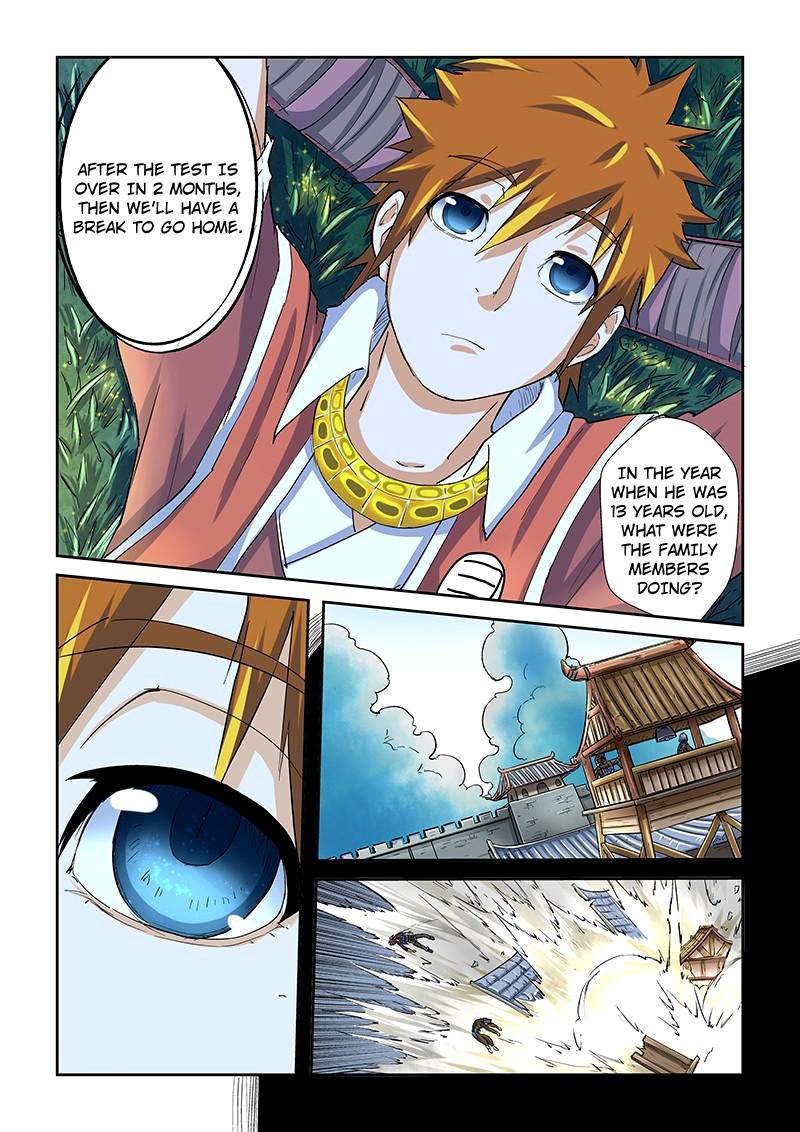 AFTER THE TEST IS
OVER IN 2 MONTHS,
THEN WE'LL HAVE A
BREAK TO GO HOME.
IN THE YEAR
WHEN HE WAS
13 YEARS OLD,
WHAT WERE
THE FAMILY
MEMBERS
DOING?